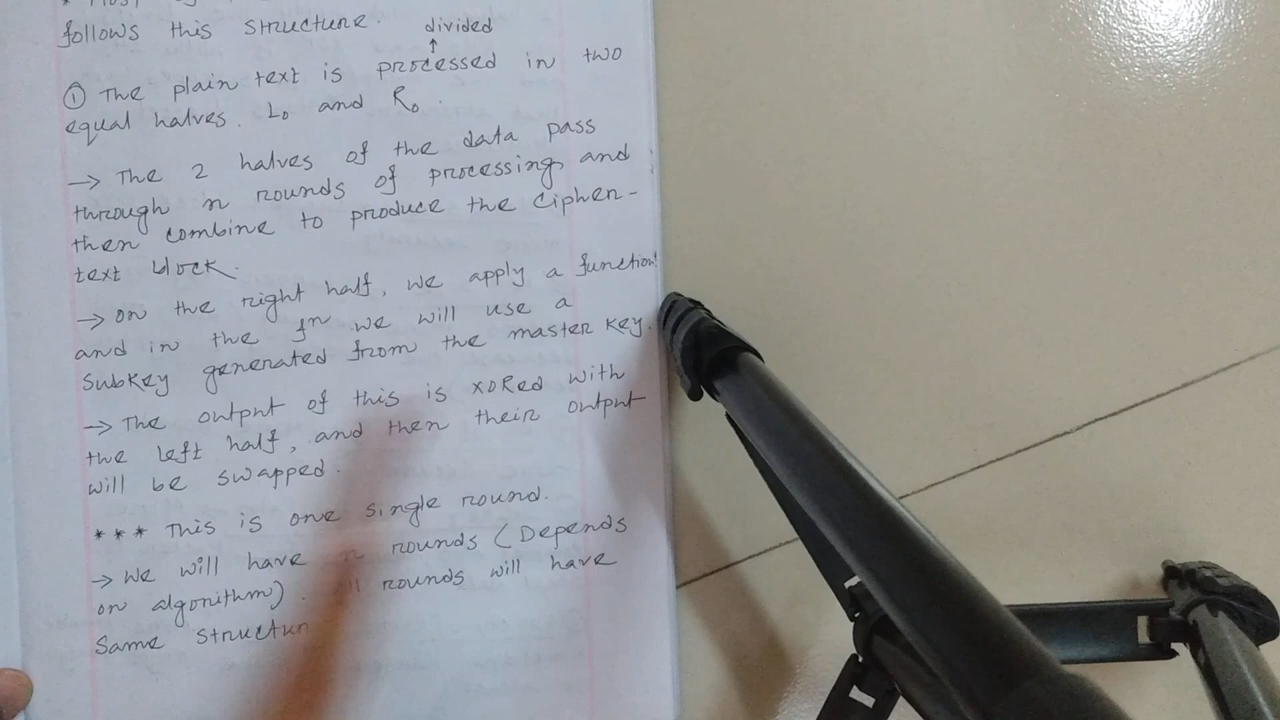 follows this structure.
divided
↑
① The plain text is processed in two
equal halves. L₀ and R₀.
→ The 2 halves of the data pass
through n rounds of processing and
then combine to produce the cipher-
text block.
→ on the right half, we apply a function
and in the fn we will use a
subkey generated from the master key.
→ The output of this is XORed with
the left half, and then their output
will be swapped.
*** This is one single round.
→ we will have n rounds (Depends
on algorithm). rounds will have
same